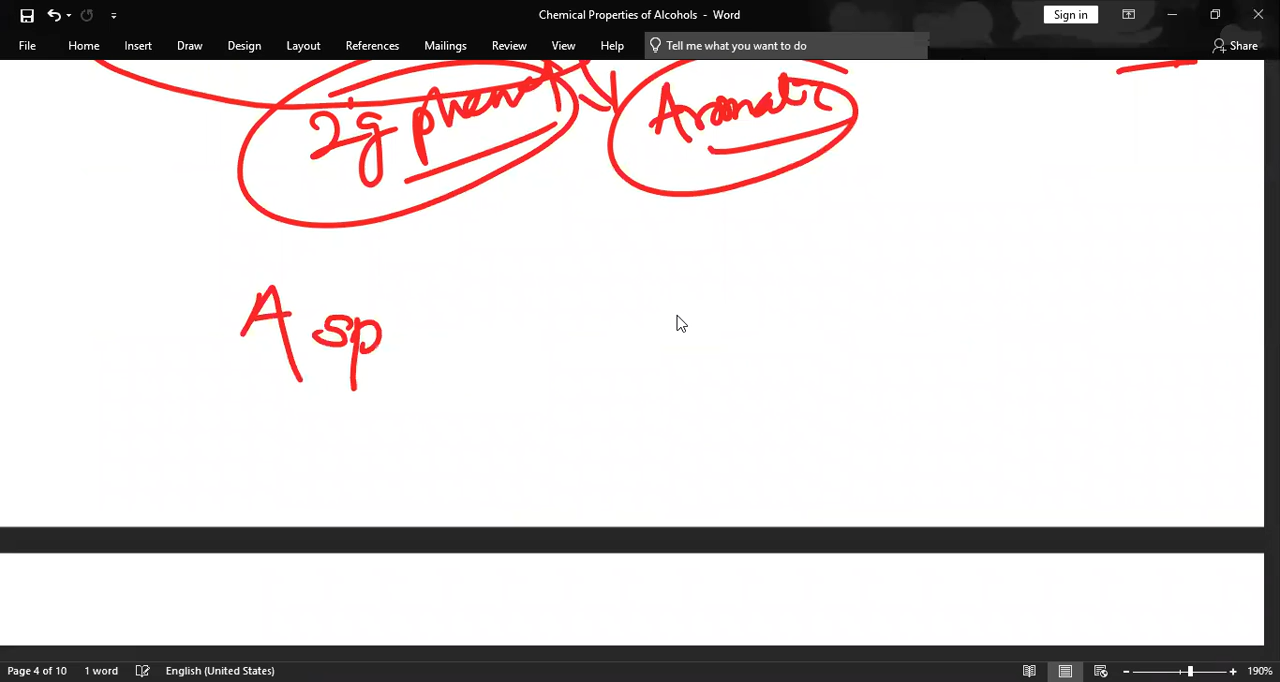 Chemical Properties of Alcohols - Word
Sign in
File Home Insert Draw Design Layout References Mailings Review View Help Tell me what you want to do Share
2g phenol Aromatic
A sp
Page 4 of 10 1 word English (United States) 190%